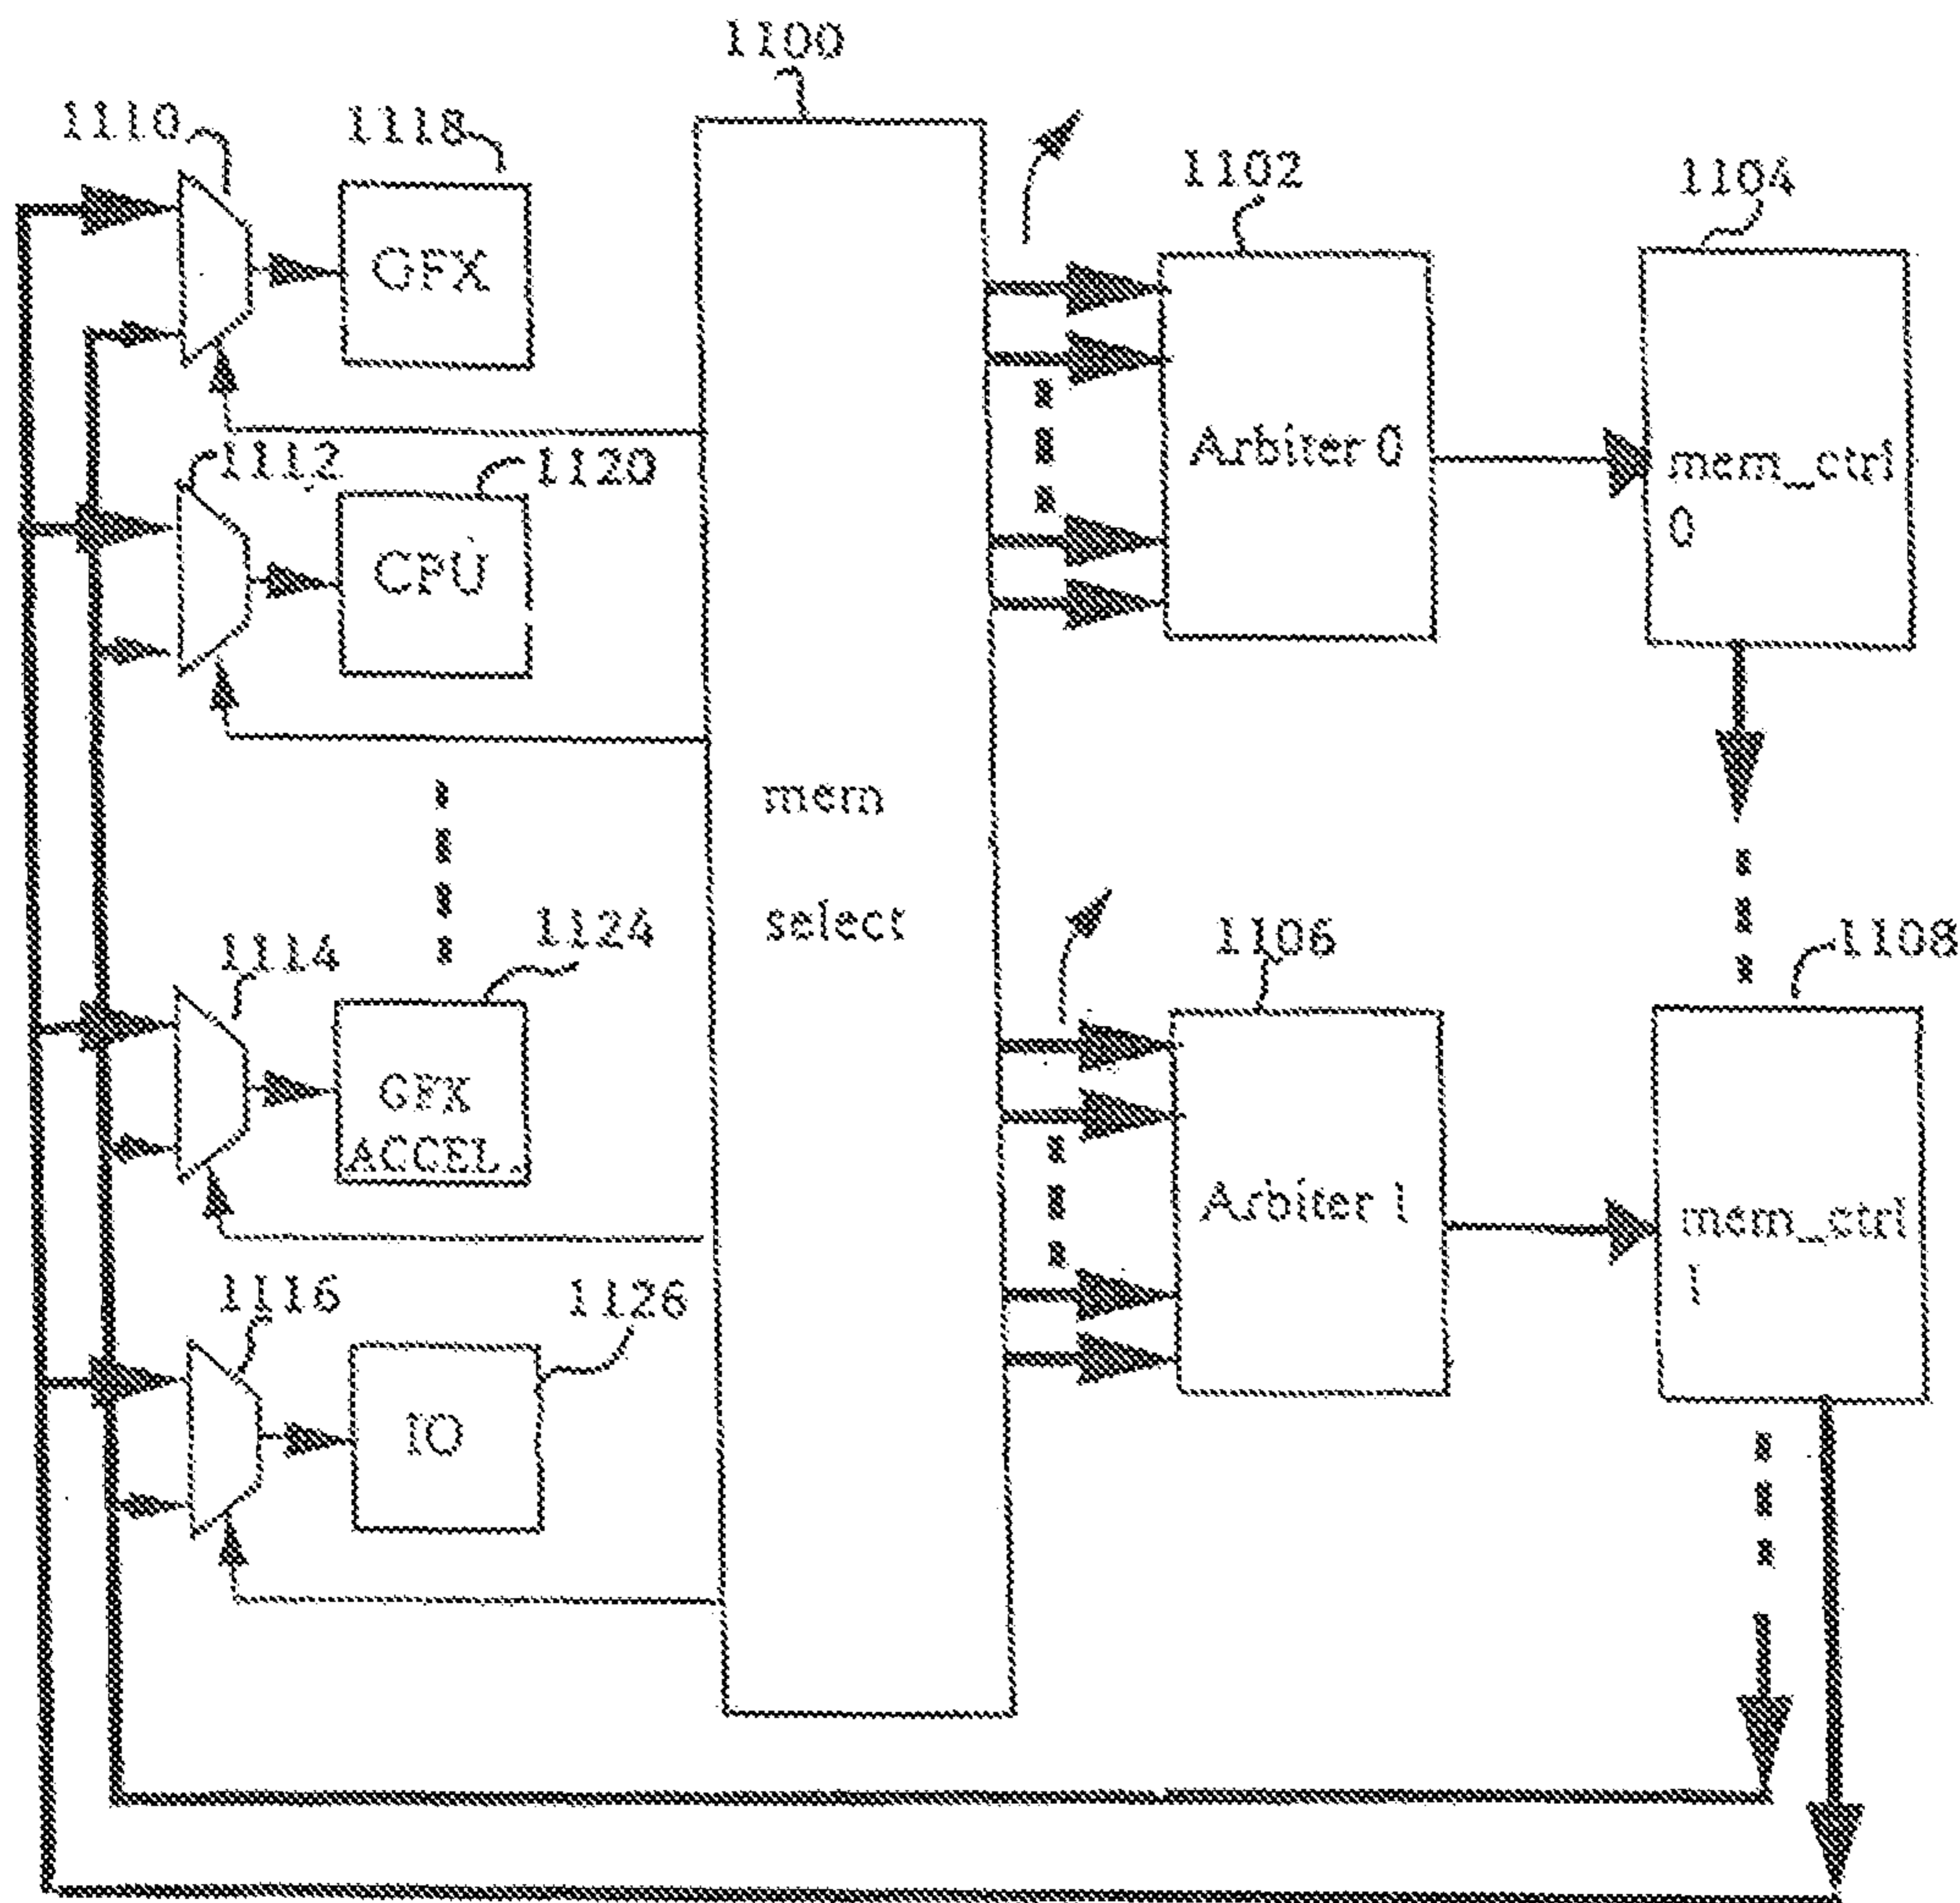 1100
1110
1118
1102
1104
GFX
1112
1120
Arbiter 0
mem_ctrl
0
CPU
mem
select
1114
1124
1106
1108
GFX
ACCEL.
Arbiter 1
mem_ctrl
1
1116
1126
IO